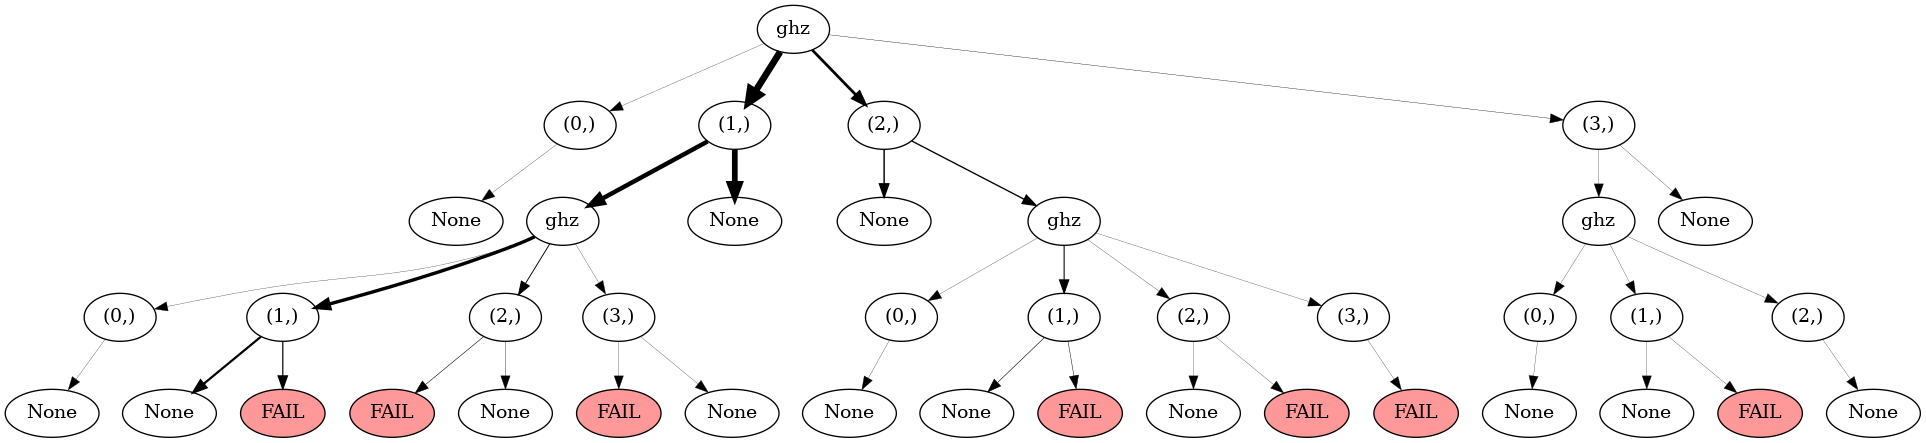 ghz
(0,) (1,) (2,) (3,)
None ghz None None ghz ghz None
(0,) (1,) (2,) (3,) (0,) (1,) (2,) (3,) (0,) (1,) (2,)
None None FAIL FAIL None FAIL None None None FAIL None FAIL FAIL None None FAIL None